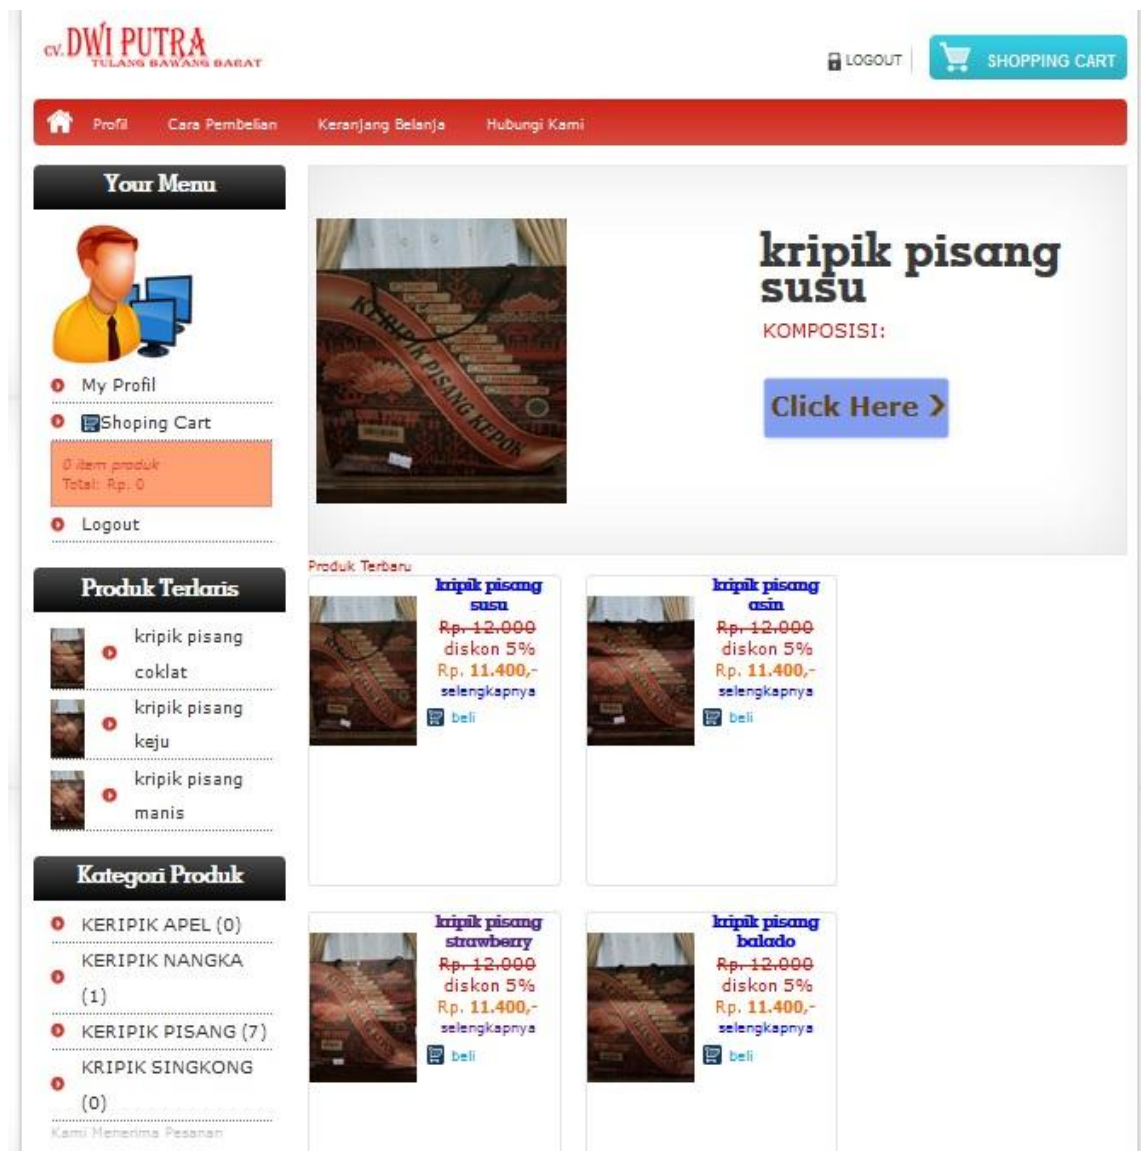 CV. DWI PUTRA
TULANG BAWANG BARAT
LOGOUT
SHOPPING CART
Profil Cara Pembelian Keranjang Belanja Hubungi Kami
Your Menu
My Profil
Shoping Cart
0 item produk
Total: Rp. 0
Logout
Produk Terlaris
kripik pisang
coklat
kripik pisang
keju
kripik pisang
manis
Kategori Produk
KERIPIK APEL (0)
KERIPIK NANGKA
(1)
KERIPIK PISANG (7)
KRIPIK SINGKONG
(0)
Kami Menerima Pesanan
KERIPIK PISANG KEPOK
kripik pisang
susu
KOMPOSISI:
Click Here
Produk Terbaru
kripik pisang
susu
Rp. 12.000
diskon 5%
Rp. 11.400,-
selengkapnya
beli
kripik pisang
asin
Rp. 12.000
diskon 5%
Rp. 11.400,-
selengkapnya
beli
kripik pisang
strawberry
Rp. 12.000
diskon 5%
Rp. 11.400,-
selengkapnya
beli
kripik pisang
balado
Rp. 12.000
diskon 5%
Rp. 11.400,-
selengkapnya
beli